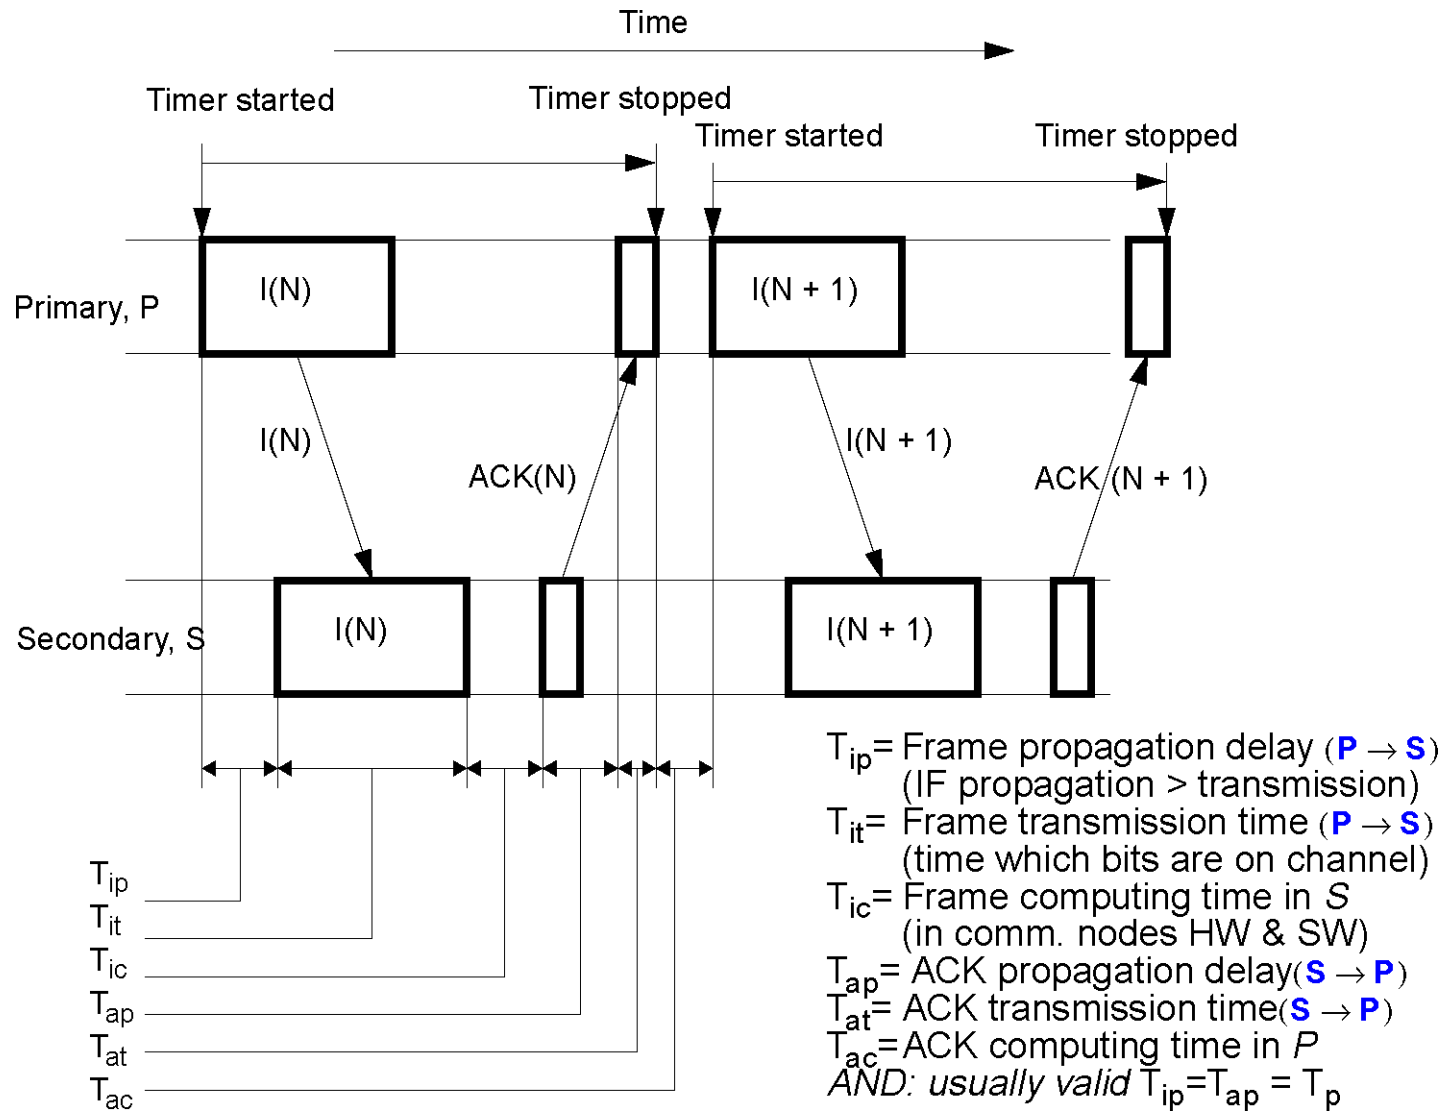 Time
Timer started
Timer stopped
Timer started
Timer stopped
I(N)
I(N + 1)
Primary, P
I(N)
I(N + 1)
ACK(N)
ACK (N + 1)
I(N)
I(N + 1)
Secondary, S
Tip
Tit
Tic
Tap
Tat
Tac
Tip= Frame propagation delay (P → S)
(IF propagation > transmission)
Tit= Frame transmission time (P → S)
(time which bits are on channel)
Tic= Frame computing time in S
(in comm. nodes HW & SW)
Tap= ACK propagation delay(S → P)
Tat= ACK transmission time(S → P)
Tac=ACK computing time in P
AND: usually valid Tip=Tap = Tp